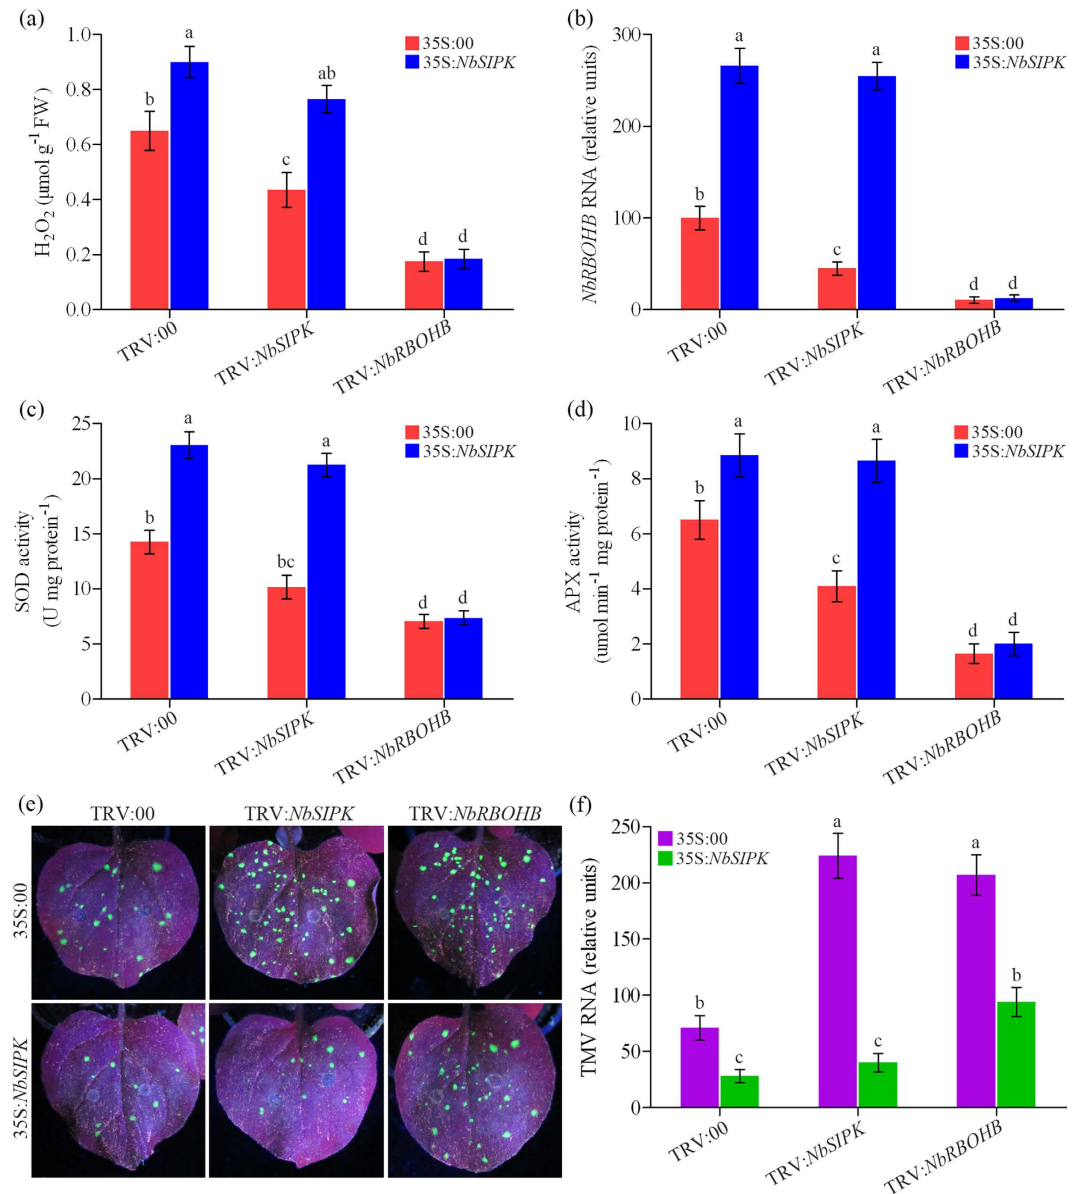 (a)
H₂O₂ (μmol g⁻¹ FW)
1.0
0.8
0.6
0.4
0.2
0.0
35S:00
35S:NbSIPK
b
a
c
ab
d
d
TRV:00
TRV:NbSIPK
TRV:NbRBOHB
(b)
NbRBOHB RNA (relative units)
300
200
100
0
35S:00
35S:NbSIPK
b
a
c
a
d
d
TRV:00
TRV:NbSIPK
TRV:NbRBOHB
(c)
SOD activity
(U mg protein⁻¹)
25
20
15
10
5
0
35S:00
35S:NbSIPK
b
a
bc
a
d
d
TRV:00
TRV:NbSIPK
TRV:NbRBOHB
(d)
APX activity
(umol min⁻¹ mg protein⁻¹)
10
8
6
4
2
0
35S:00
35S:NbSIPK
b
a
c
a
d
d
TRV:00
TRV:NbSIPK
TRV:NbRBOHB
(e)
TRV:00
TRV:NbSIPK
TRV:NbRBOHB
35S:00
35S:NbSIPK
(f)
TMV RNA (relative units)
250
200
150
100
50
0
35S:00
35S:NbSIPK
b
c
a
c
a
b
TRV:00
TRV:NbSIPK
TRV:NbRBOHB